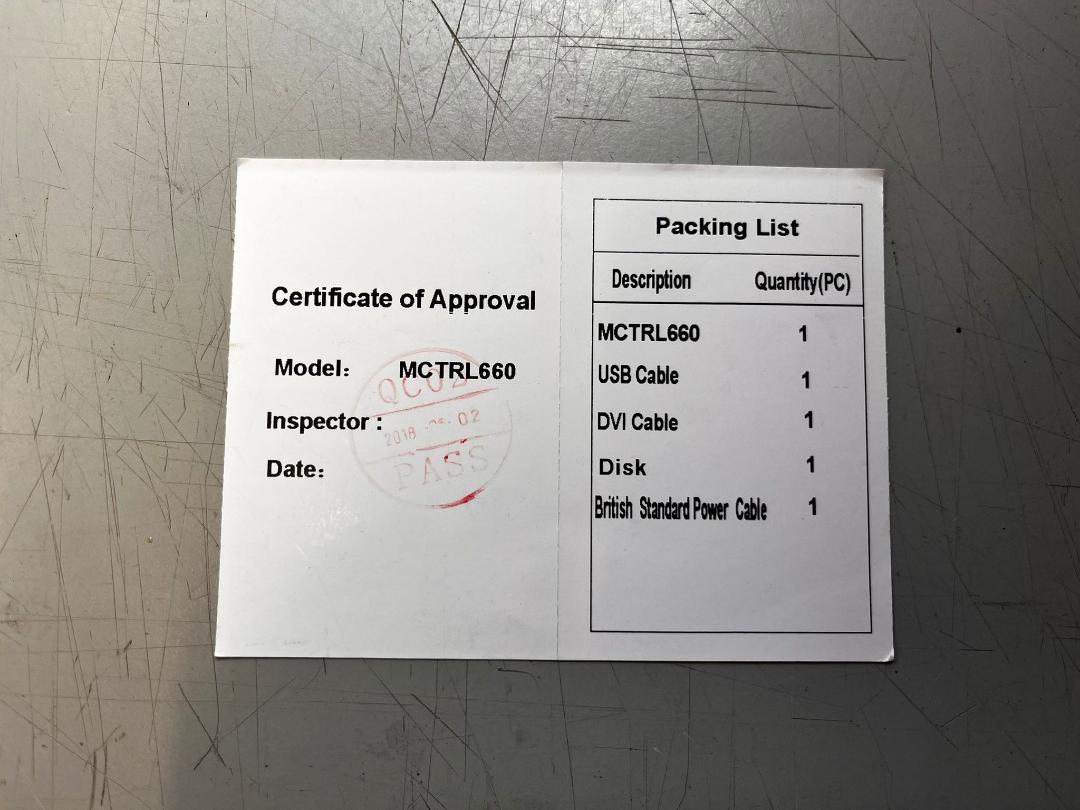 Certificate of Approval
Model: MCTRL660
Inspector :
Date:
QC02
2018 02
PASS
Packing List
Description Quantity(PC)
MCTRL660 1
USB Cable 1
DVI Cable 1
Disk 1
British Standard Power Cable 1